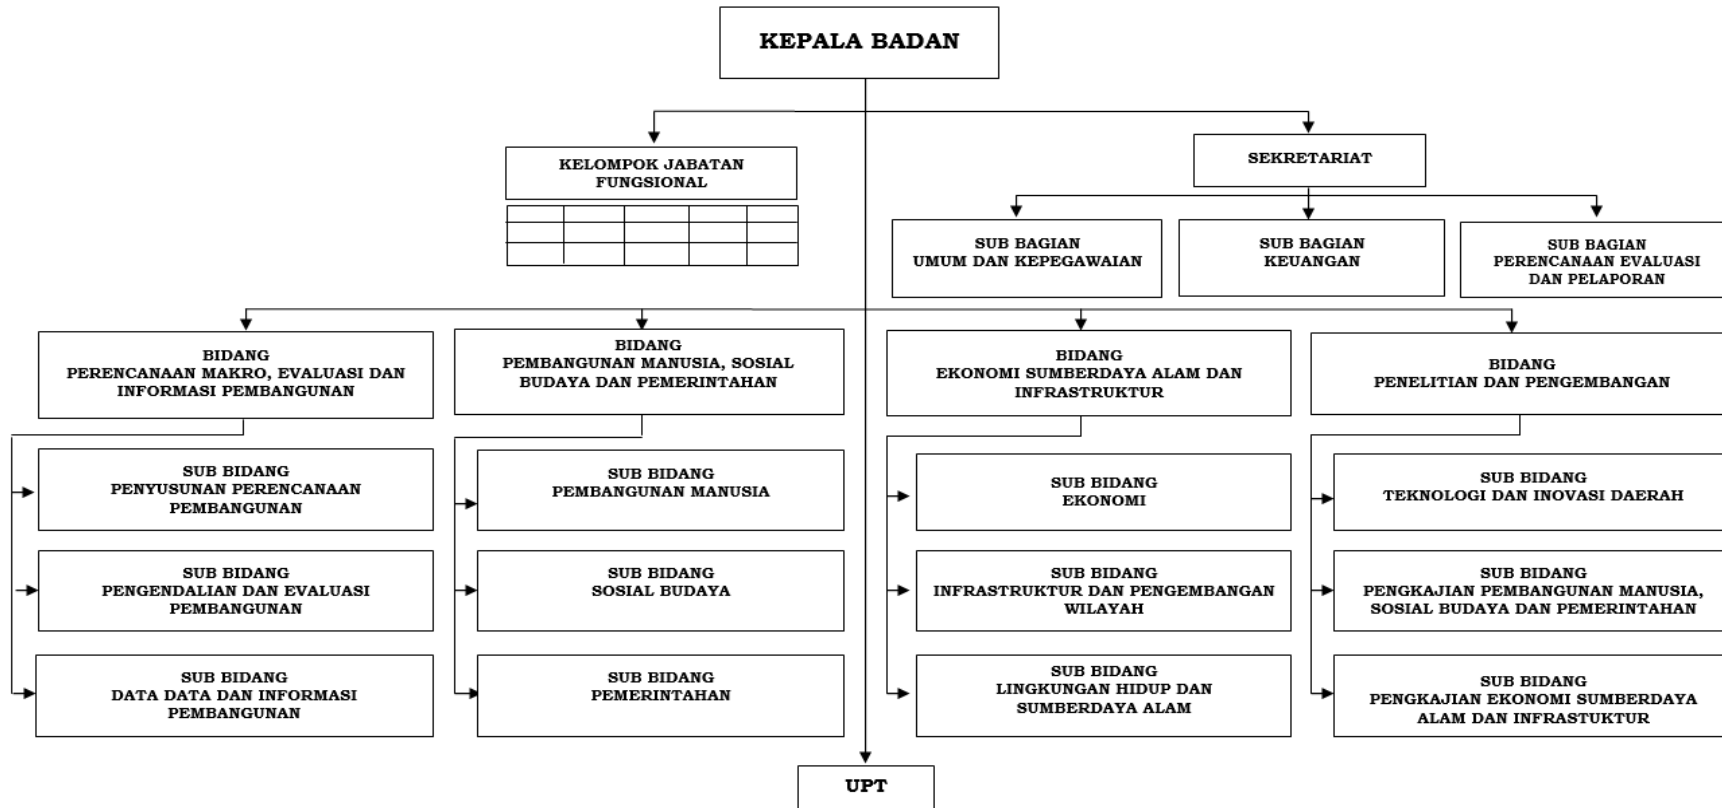 KEPALA BADAN
KELOMPOK JABATAN
FUNGSIONAL
SEKRETARIAT
SUB BAGIAN
UMUM DAN KEPEGAWAIAN
SUB BAGIAN
KEUANGAN
SUB BAGIAN
PERENCANAAN EVALUASI
DAN PELAPORAN
BIDANG
PERENCANAAN MAKRO, EVALUASI DAN
INFORMASI PEMBANGUNAN
BIDANG
PEMBANGUNAN MANUSIA, SOSIAL
BUDAYA DAN PEMERINTAHAN
BIDANG
EKONOMI SUMBERDAYA ALAM DAN
INFRASTRUKTUR
BIDANG
PENELITIAN DAN PENGEMBANGAN
SUB BIDANG
PENYUSUNAN PERENCANAAN
PEMBANGUNAN
SUB BIDANG
PEMBANGUNAN MANUSIA
SUB BIDANG
EKONOMI
SUB BIDANG
TEKNOLOGI DAN INOVASI DAERAH
SUB BIDANG
PENGENDALIAN DAN EVALUASI
PEMBANGUNAN
SUB BIDANG
SOSIAL BUDAYA
SUB BIDANG
INFRASTRUKTUR DAN PENGEMBANGAN
WILAYAH
SUB BIDANG
PENGKAJIAN PEMBANGUNAN MANUSIA,
SOSIAL BUDAYA DAN PEMERINTAHAN
SUB BIDANG
DATA DATA DAN INFORMASI
PEMBANGUNAN
SUB BIDANG
PEMERINTAHAN
SUB BIDANG
LINGKUNGAN HIDUP DAN
SUMBERDAYA ALAM
SUB BIDANG
PENGKAJIAN EKONOMI SUMBERDAYA
ALAM DAN INFRASTUKTUR
UPT